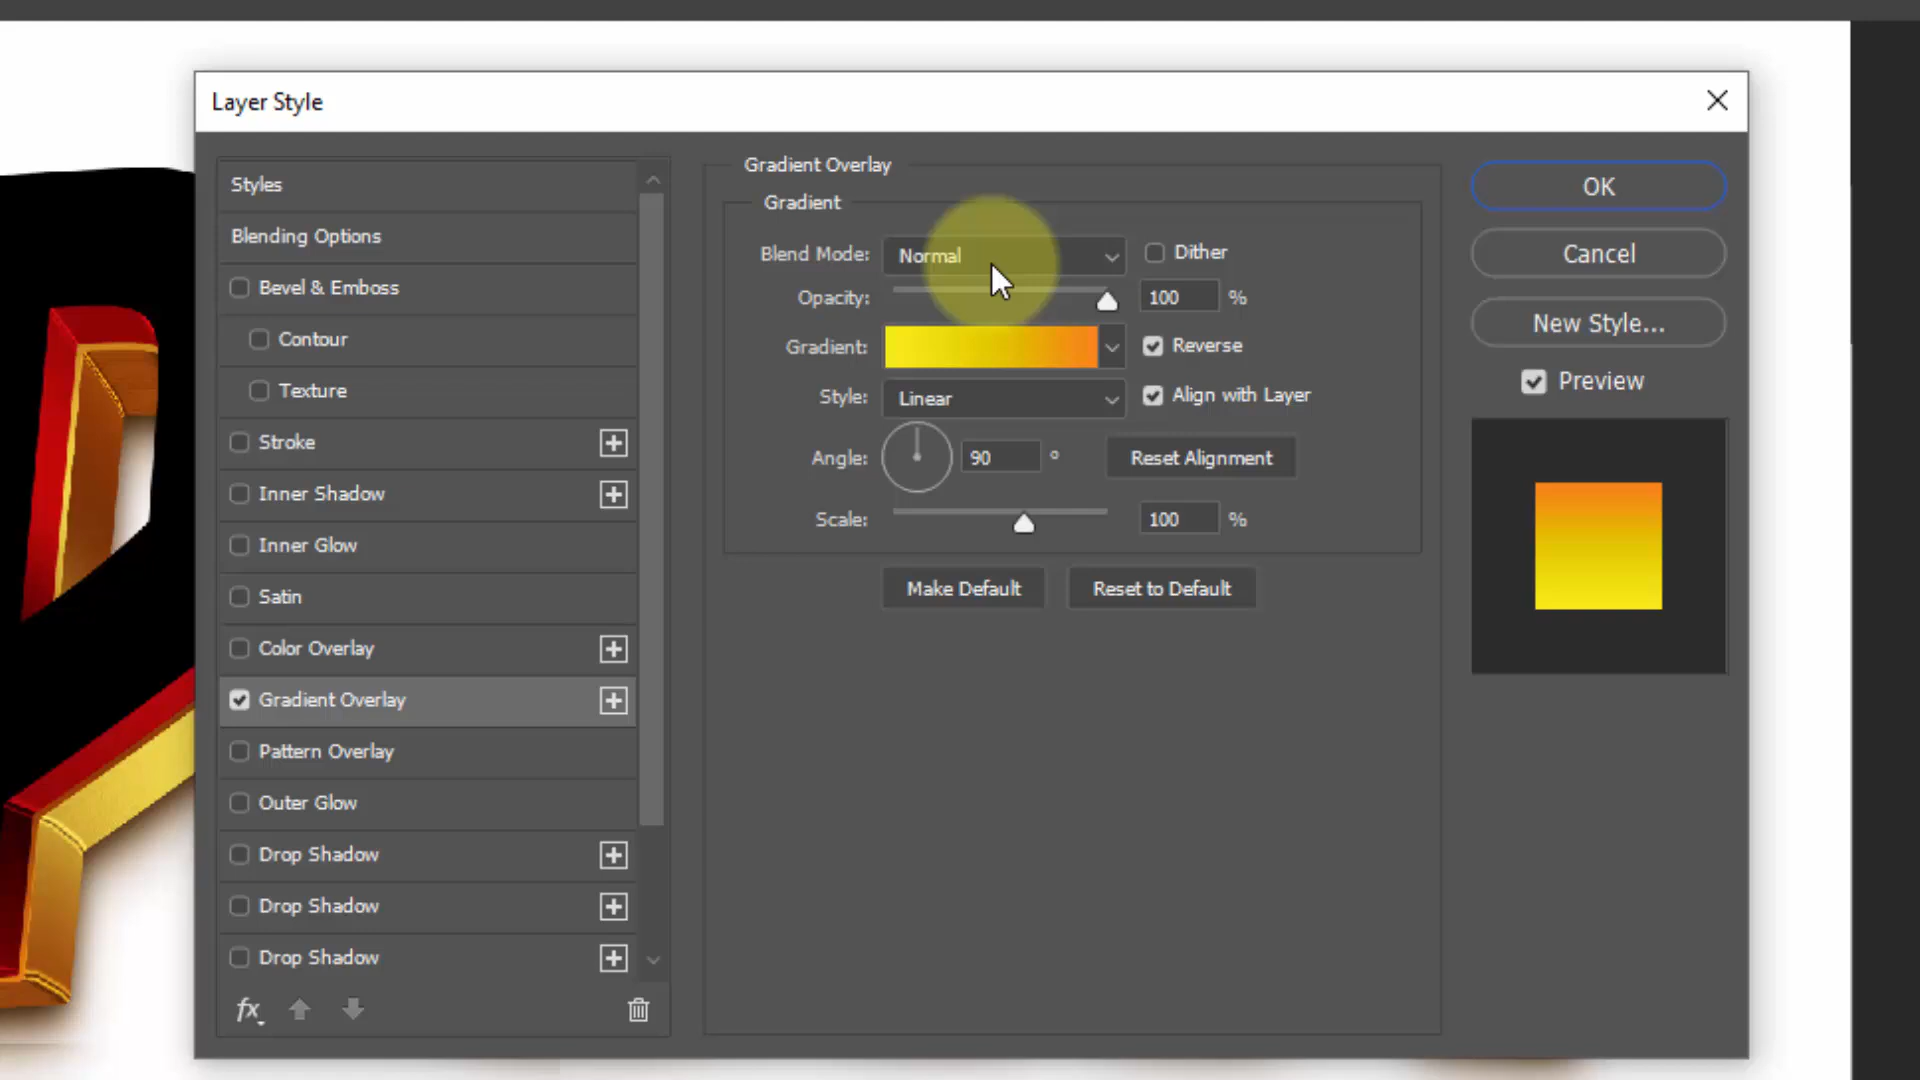 Layer Style
Styles
Blending Options
Bevel & Emboss
Contour
Texture
Stroke
Inner Shadow
Inner Glow
Satin
Color Overlay
Gradient Overlay
Pattern Overlay
Outer Glow
Drop Shadow
Drop Shadow
Drop Shadow
fx
Gradient Overlay
Gradient
Blend Mode: Normal Dither
Opacity: 100 %
Gradient: Reverse
Style: Linear Align with Layer
Angle: 90 ° Reset Alignment
Scale: 100 %
Make Default Reset to Default
OK
Cancel
New Style...
Preview